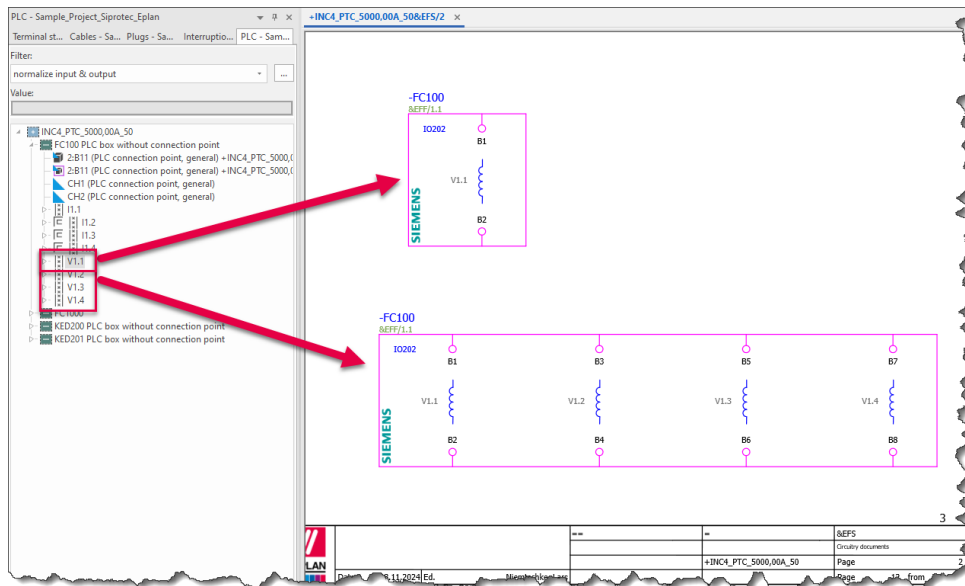 PLC - Sample_Project_Siprotec_Eplan
Terminal st... Cables - Sa... Plugs - Sa... Interruptio... PLC - Sam...
Filter:
normalize input & output
...
Value:
INC4_PTC_5000,00A_50
FC100 PLC box without connection point
2:B11 (PLC connection point, general) +INC4_PTC_5000,0
2:B11 (PLC connection point, general) +INC4_PTC_5000,0
CH1 (PLC connection point, general)
CH2 (PLC connection point, general)
I1.1
I1.2
I1.3
I1.4
V1.1
V1.2
V1.3
V1.4
FC1000
KED200 PLC box without connection point
KED201 PLC box without connection point
+INC4_PTC_5000,00A_50&EFS/2
-FC100
&EFF/1.1
IO202
B1
V1.1
B2
SIEMENS
-FC100
&EFF/1.1
IO202
B1 B3 B5 B7
V1.1 V1.2 V1.3 V1.4
B2 B4 B6 B8
SIEMENS
3
== = &EFS
Circuitry documents
+INC4_PTC_5000,00A_50 Page 2
.11.2024 Ed. Page from